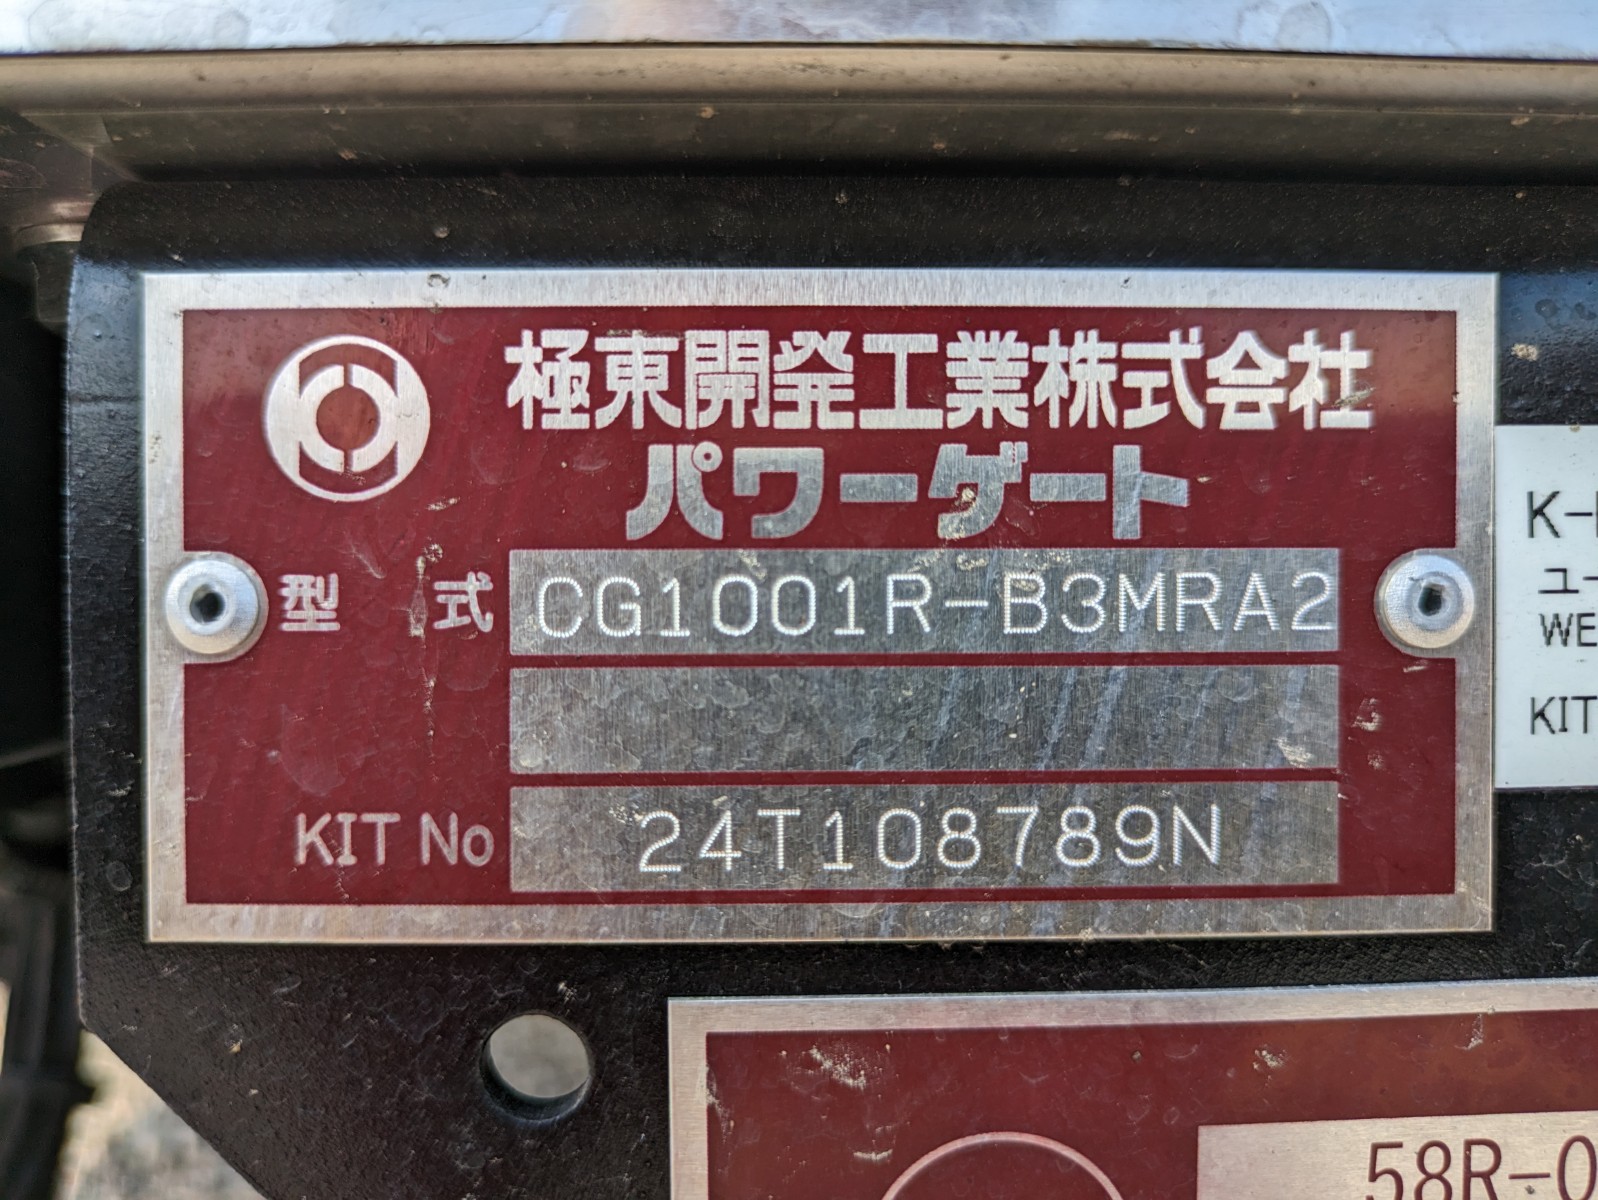 極東開発工業株式会社
パワーゲート
型 式 CG1001R-B3MRA2
KIT No 24T108789N
K-
ユー
WE
KIT
58R-0